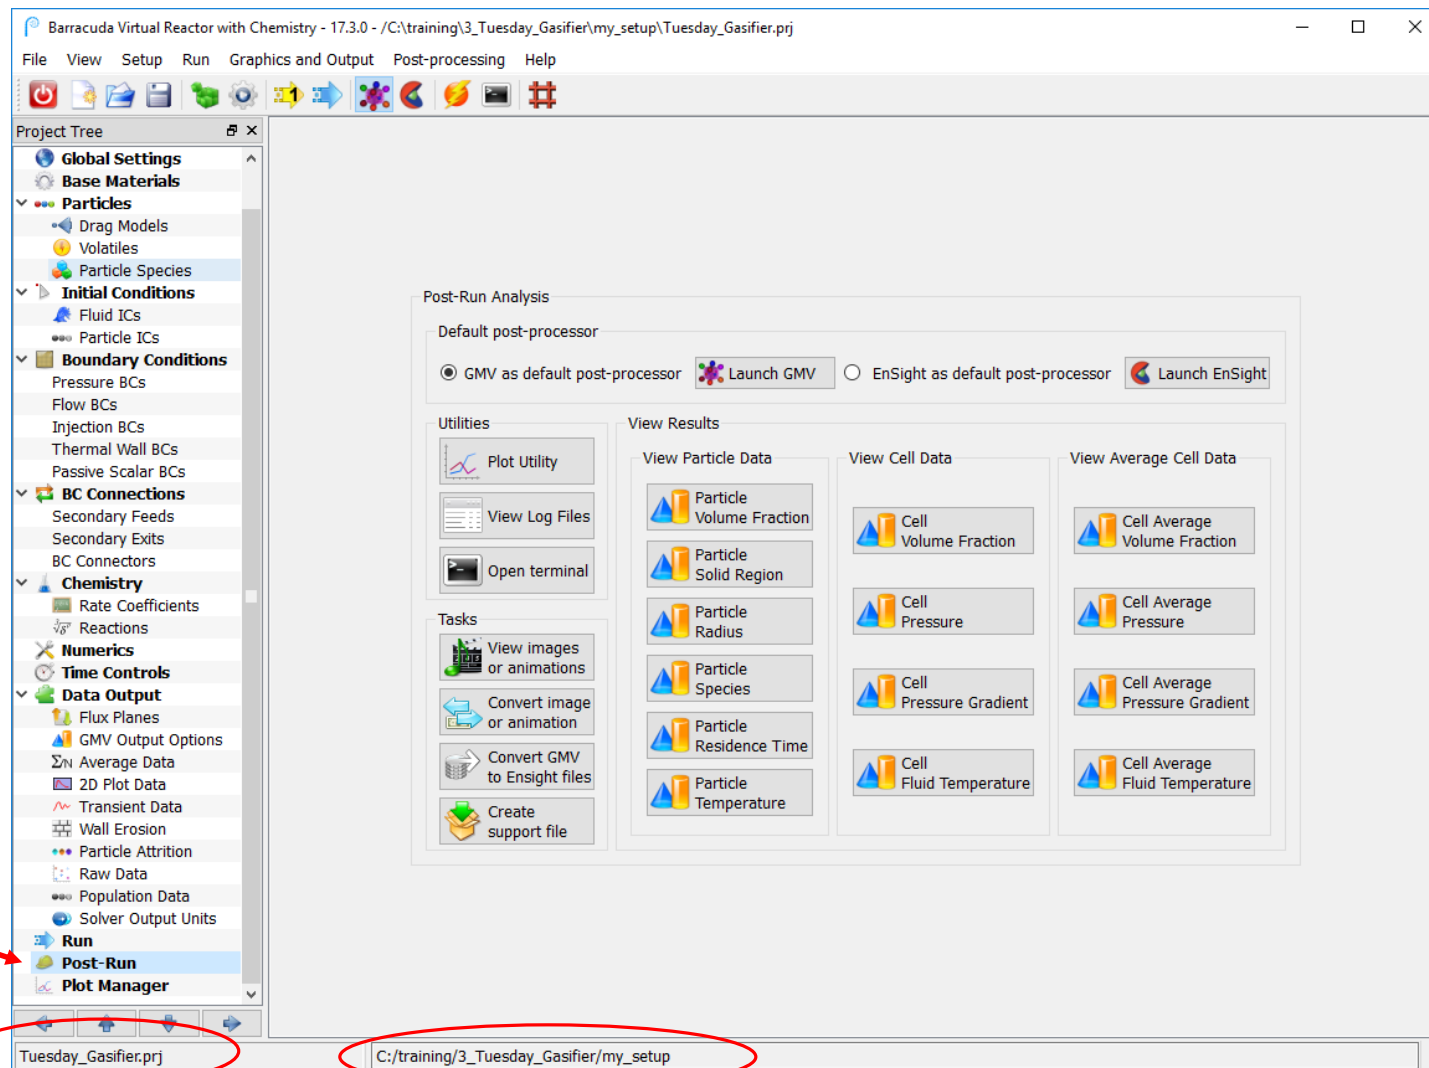 Barracuda Virtual Reactor with Chemistry - 17.3.0 - /C:\training\3_Tuesday_Gasifier\my_setup\Tuesday_Gasifier.prj
File View Setup Run Graphics and Output Post-processing Help
1
Project Tree
Global Settings
Base Materials
Particles
Drag Models
Volatiles
Particle Species
Initial Conditions
Fluid ICs
Particle ICs
Boundary Conditions
Pressure BCs
Flow BCs
Injection BCs
Thermal Wall BCs
Passive Scalar BCs
BC Connections
Secondary Feeds
Secondary Exits
BC Connectors
Chemistry
Rate Coefficients
Reactions
Numerics
Time Controls
Data Output
Flux Planes
GMV Output Options
Σ/N Average Data
2D Plot Data
Transient Data
Wall Erosion
Particle Attrition
Raw Data
Population Data
Solver Output Units
Run
Post-Run
Plot Manager
Post-Run Analysis
Default post-processor
GMV as default post-processor Launch GMV EnSight as default post-processor Launch EnSight
Utilities
Plot Utility
View Log Files
Open terminal
Tasks
View images
or animations
Convert image
or animation
Convert GMV
to Ensight files
Create
support file
View Results
View Particle Data
Particle
Volume Fraction
Particle
Solid Region
Particle
Radius
Particle
Species
Particle
Residence Time
Particle
Temperature
View Cell Data
Cell
Volume Fraction
Cell
Pressure
Cell
Pressure Gradient
Cell
Fluid Temperature
View Average Cell Data
Cell Average
Volume Fraction
Cell Average
Pressure
Cell Average
Pressure Gradient
Cell Average
Fluid Temperature
Tuesday_Gasifier.prj
C:/training/3_Tuesday_Gasifier/my_setup